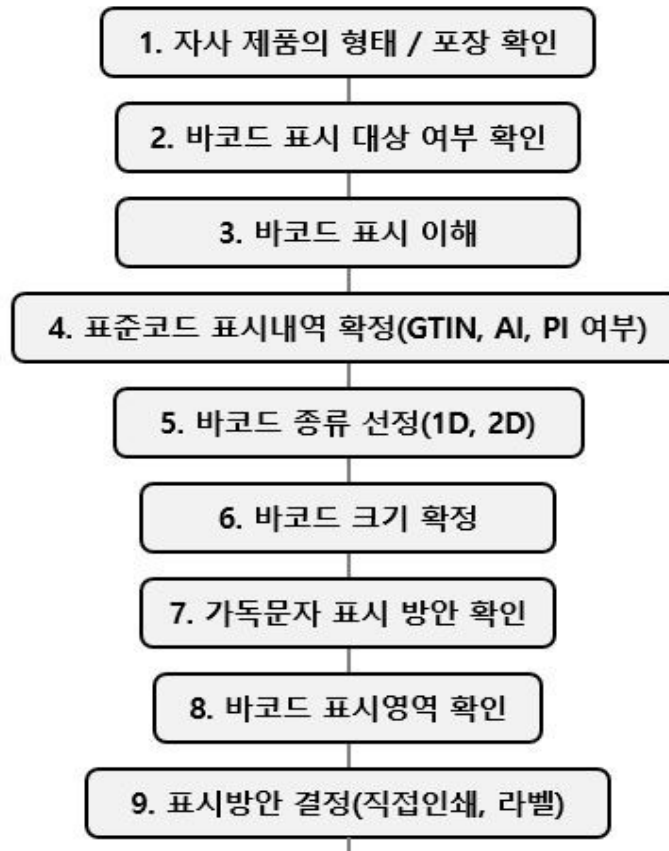 1. 자사 제품의 형태 / 포장 확인
2. 바코드 표시 대상 여부 확인
3. 바코드 표시 이해
4. 표준코드 표시내역 확정(GTIN, AI, PI 여부)
5. 바코드 종류 선정(1D, 2D)
6. 바코드 크기 확정
7. 가독문자 표시 방안 확인
8. 바코드 표시영역 확인
9. 표시방안 결정(직접인쇄, 라벨)